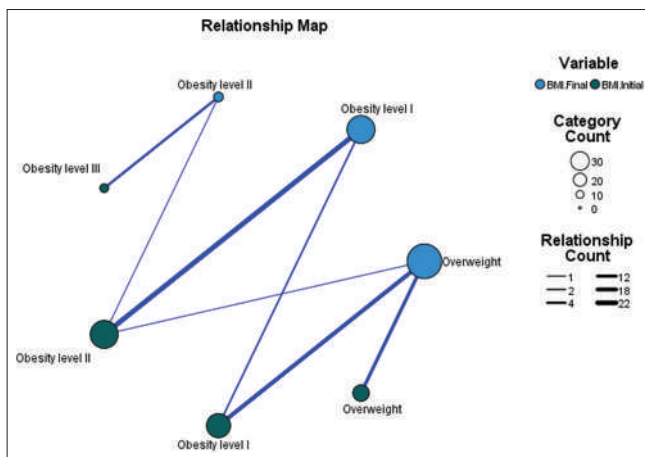 Relationship Map
Obesity level II
Obesity level I
Obesity level III
Overweight
Obesity level II
Overweight
Obesity level I
Variable
BMI.Final BMI.Initial
Category
Count
30
20
10
0
Relationship
Count
1 12
2 18
4 22